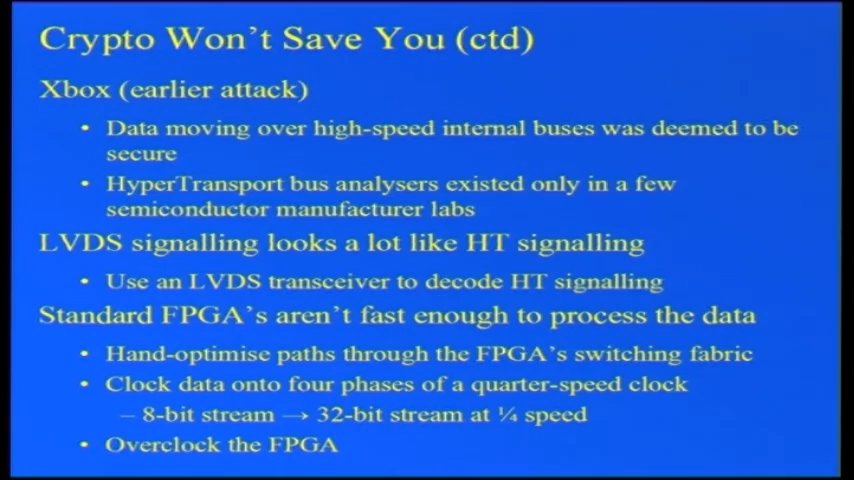 Crypto Won't Save You (ctd)
Xbox (earlier attack)
• Data moving over high-speed internal buses was deemed to be
secure
• HyperTransport bus analysers existed only in a few
semiconductor manufacturer labs
LVDS signalling looks a lot like HT signalling
• Use an LVDS transceiver to decode HT signalling
Standard FPGA's aren't fast enough to process the data
• Hand-optimise paths through the FPGA's switching fabric
• Clock data onto four phases of a quarter-speed clock
– 8-bit stream → 32-bit stream at ¼ speed
• Overclock the FPGA